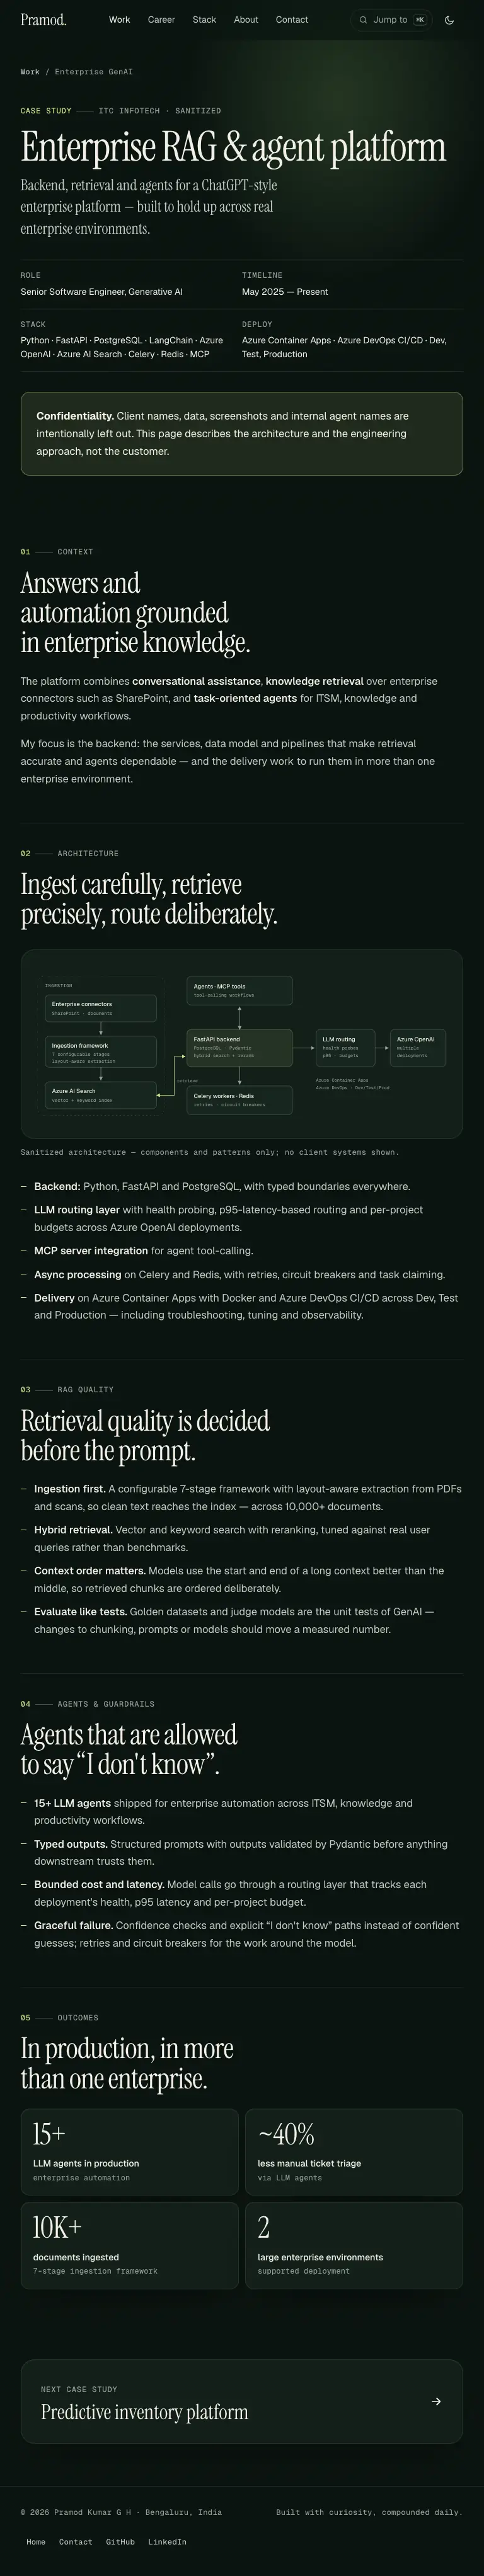 Pramod.
Work
Career
Stack
About
Contact
Jump to
⌘K
Work / Enterprise GenAI
CASE STUDY
ITC INFOTECH · SANITIZED
Enterprise RAG & agent platform
Backend, retrieval and agents for a ChatGPT-style
enterprise platform — built to hold up across real
enterprise environments.
ROLE
Senior Software Engineer, Generative AI
TIMELINE
May 2025 — Present
STACK
Python · FastAPI · PostgreSQL · LangChain · Azure
OpenAI · Azure AI Search · Celery · Redis · MCP
DEPLOY
Azure Container Apps · Azure DevOps CI/CD · Dev,
Test, Production
Confidentiality. Client names, data, screenshots and internal agent names are
intentionally left out. This page describes the architecture and the engineering
approach, not the customer.
01
CONTEXT
Answers and
automation grounded
in enterprise knowledge.
The platform combines conversational assistance, knowledge retrieval over enterprise
connectors such as SharePoint, and task-oriented agents for ITSM, knowledge and
productivity workflows.
My focus is the backend: the services, data model and pipelines that make retrieval
accurate and agents dependable — and the delivery work to run them in more than one
enterprise environment.
02
ARCHITECTURE
Ingest carefully, retrieve
precisely, route deliberately.
INGESTION
Enterprise connectors
SharePoint · documents
Ingestion framework
7 configurable stages
layout-aware extraction
Azure AI Search
vector + keyword index
retrieve
Agents · MCP tools
tool-calling workflows
FastAPI backend
PostgreSQL · Pydantic
hybrid search + rerank
Celery workers · Redis
retries · circuit breakers
LLM routing
health probes
p95 · budgets
Azure OpenAI
multiple
deployments
Azure Container Apps
Azure DevOps · Dev/Test/Prod
Sanitized architecture — components and patterns only; no client systems shown.
– Backend: Python, FastAPI and PostgreSQL, with typed boundaries everywhere.
– LLM routing layer with health probing, p95-latency-based routing and per-project
budgets across Azure OpenAI deployments.
– MCP server integration for agent tool-calling.
– Async processing on Celery and Redis, with retries, circuit breakers and task claiming.
– Delivery on Azure Container Apps with Docker and Azure DevOps CI/CD across Dev, Test
and Production — including troubleshooting, tuning and observability.
03
RAG QUALITY
Retrieval quality is decided
before the prompt.
– Ingestion first. A configurable 7-stage framework with layout-aware extraction from PDFs
and scans, so clean text reaches the index — across 10,000+ documents.
– Hybrid retrieval. Vector and keyword search with reranking, tuned against real user
queries rather than benchmarks.
– Context order matters. Models use the start and end of a long context better than the
middle, so retrieved chunks are ordered deliberately.
– Evaluate like tests. Golden datasets and judge models are the unit tests of GenAI —
changes to chunking, prompts or models should move a measured number.
04
AGENTS & GUARDRAILS
Agents that are allowed
to say “I don't know”.
– 15+ LLM agents shipped for enterprise automation across ITSM, knowledge and
productivity workflows.
– Typed outputs. Structured prompts with outputs validated by Pydantic before anything
downstream trusts them.
– Bounded cost and latency. Model calls go through a routing layer that tracks each
deployment's health, p95 latency and per-project budget.
– Graceful failure. Confidence checks and explicit “I don't know” paths instead of confident
guesses; retries and circuit breakers for the work around the model.
05
OUTCOMES
In production, in more
than one enterprise.
15+
LLM agents in production
enterprise automation
~40%
less manual ticket triage
via LLM agents
10K+
documents ingested
7-stage ingestion framework
2
large enterprise environments
supported deployment
NEXT CASE STUDY
Predictive inventory platform
→
© 2026 Pramod Kumar G H · Bengaluru, India
Built with curiosity, compounded daily.
Home
Contact
GitHub
LinkedIn